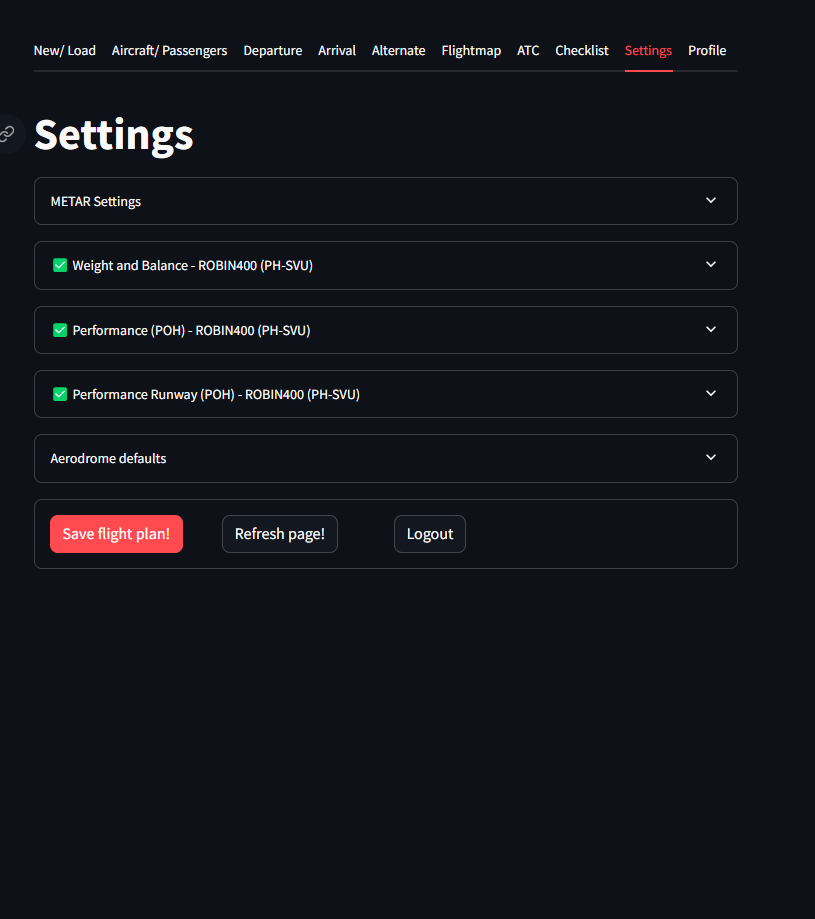 New/ Load Aircraft/ Passengers Departure Arrival Alternate Flightmap ATC Checklist Settings Profile
Settings
METAR Settings
✅ Weight and Balance - ROBIN400 (PH-SVU)
✅ Performance (POH) - ROBIN400 (PH-SVU)
✅ Performance Runway (POH) - ROBIN400 (PH-SVU)
Aerodrome defaults
Save flight plan! Refresh page! Logout